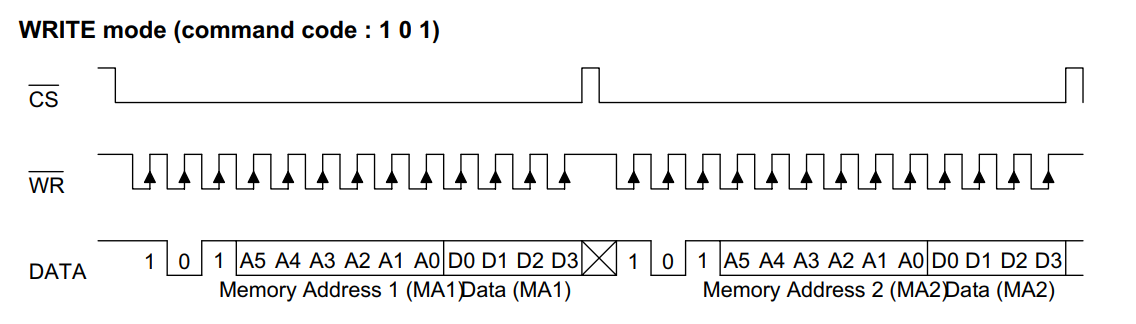 WRITE mode (command code : 1 0 1)
CS
WR
DATA 1 0 1 A5 A4 A3 A2 A1 A0 D0 D1 D2 D3 1 0 1 A5 A4 A3 A2 A1 A0 D0 D1 D2 D3
Memory Address 1 (MA1) Data (MA1) Memory Address 2 (MA2) Data (MA2)